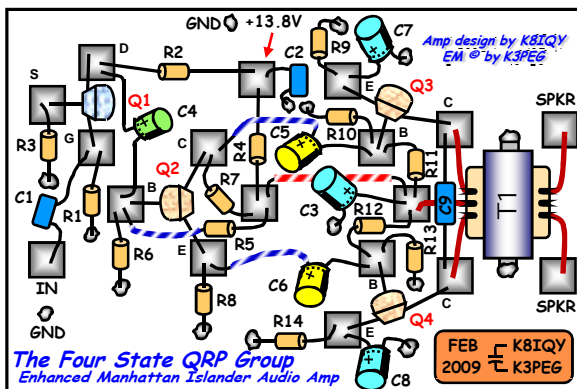 GND
+13.8V
R9
C7
Amp design by K8IQY
EM © by K3PEG
D
R2
C2
E
Q3
S
Q1
C4
C
SPKR
SPKR
R3
G
C5
R10
B
C
Q2
R4
R11
C1
R1
B
R7
C3
C9
T1
R12
R5
R6
E
R13
IN
R8
C6
B
C
SPKR
GND
R14
E
Q4
C8
The Four State QRP Group
Enhanced Manhattan Islander Audio Amp
FEB
2009
K8IQY
K3PEG